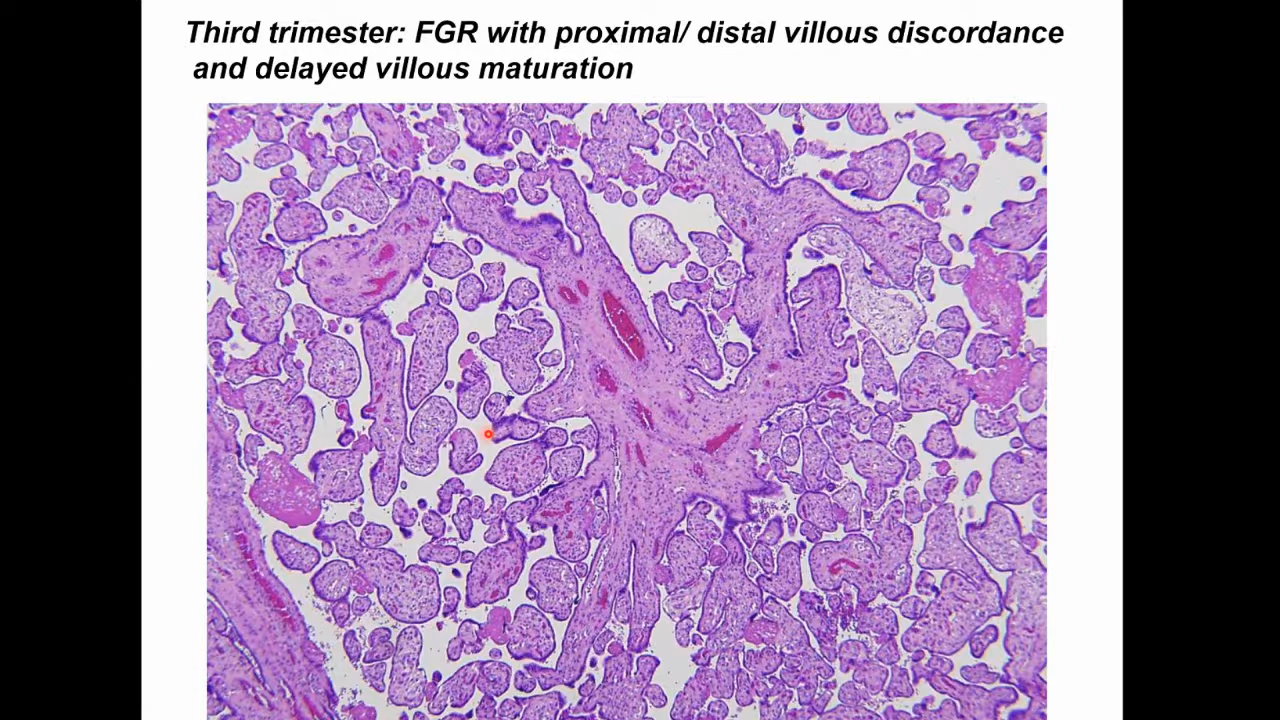 Third trimester: FGR with proximal/ distal villous discordance
and delayed villous maturation